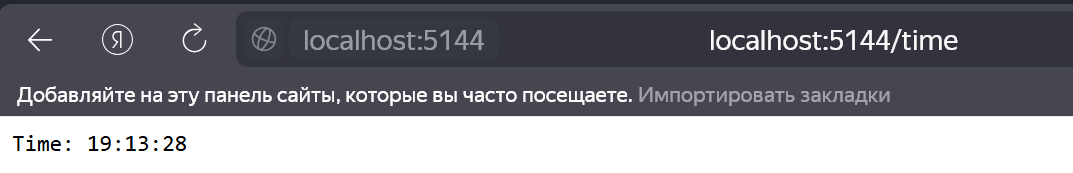 Я localhost:5144 localhost:5144/time
Добавляйте на эту панель сайты, которые вы часто посещаете. Импортировать закладки
Time: 19:13:28